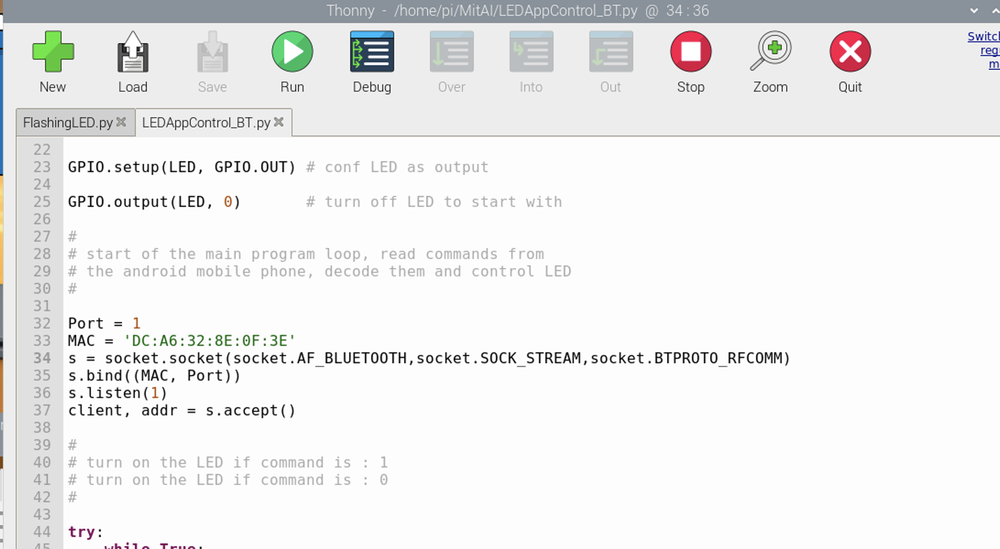 Thonny - /home/pi/MitAI/LEDAppControl_BT.py @ 34:36
New Load Save Run Debug Over Into Out Stop Zoom Quit
Switch
FlashingLED.py LEDAppControl_BT.py
22
23 GPIO.setup(LED, GPIO.OUT) # conf LED as output
24
25 GPIO.output(LED, 0) # turn off LED to start with
26
27 #
28 # start of the main program loop, read commands from
29 # the android mobile phone, decode them and control LED
30 #
31
32 Port = 1
33 MAC = 'DC:A6:32:8E:0F:3E'
34 s = socket.socket(socket.AF_BLUETOOTH,socket.SOCK_STREAM,socket.BTPROTO_RFCOMM)
35 s.bind((MAC, Port))
36 s.listen(1)
37 client, addr = s.accept()
38
39 #
40 # turn on the LED if command is : 1
41 # turn on the LED if command is : 0
42 #
43
44 try:
45 while True: